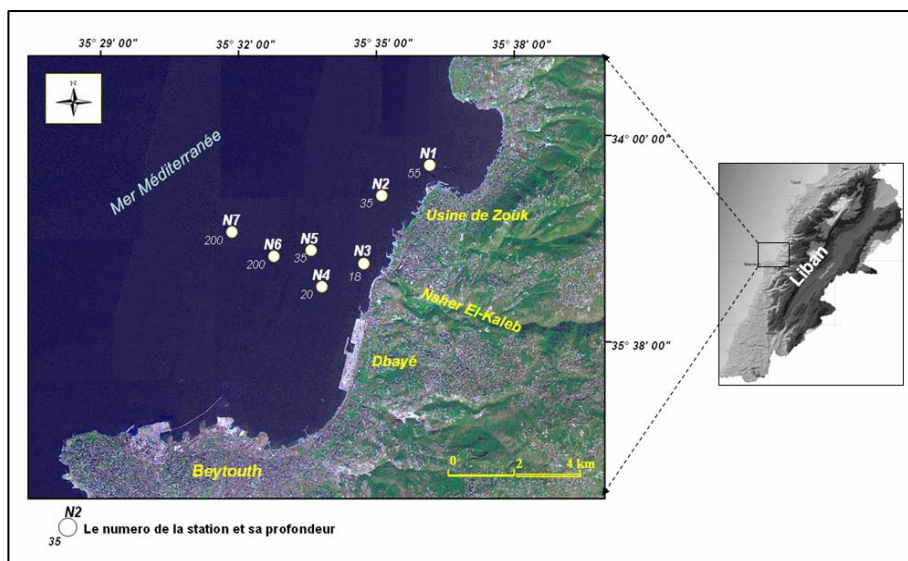 35° 29' 00"
35° 32' 00"
35° 35' 00"
35° 38' 00"
N
34° 00' 00"
Mer Méditerranée
N1
55
N2
35
Usine de Zouk
N7
200
N6
200
N5
35
N3
18
N4
20
Naher El-Kaleb
35° 38' 00"
Dbayé
Beytouth
0 2 4 km
Liban
Beyrouth
N2
35
Le numero de la station et sa profondeur